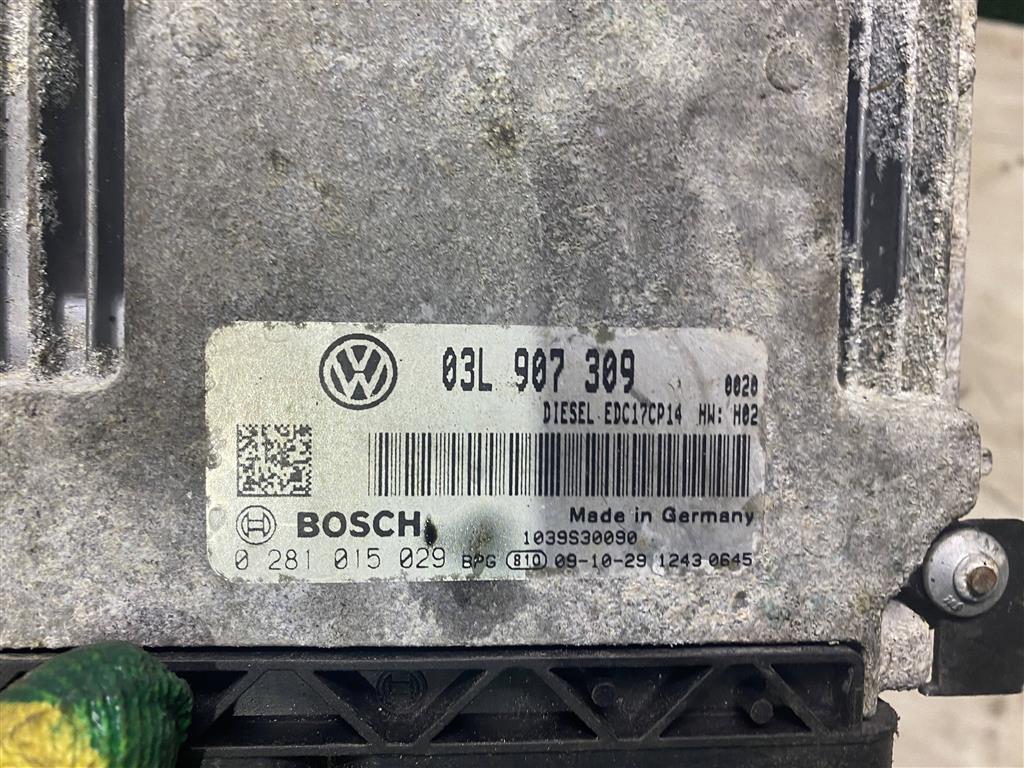 03L 907 309
0020
DIESEL EDC17CP14 HW: H02
BOSCH
Made in Germany
1039S30090
0 281 015 029 BPG 810 09-10-29 1243 0645